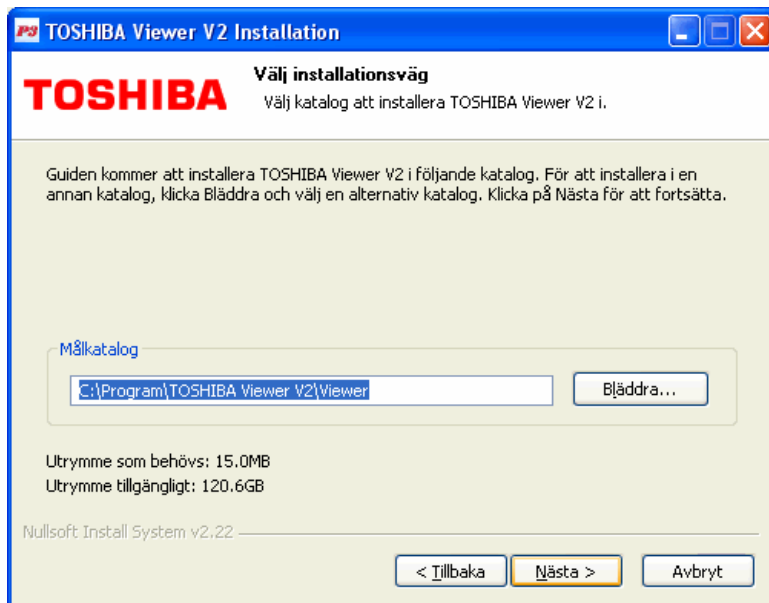 TOSHIBA Viewer V2 Installation
TOSHIBA
Välj installationsväg
Välj katalog att installera TOSHIBA Viewer V2 i.
Guiden kommer att installera TOSHIBA Viewer V2 i följande katalog. För att installera i en
annan katalog, klicka Bläddra och välj en alternativ katalog. Klicka på Nästa för att fortsätta.
Målkatalog
C:\Program\TOSHIBA Viewer V2\Viewer
Bläddra...
Utrymme som behövs: 15.0MB
Utrymme tillgängligt: 120.6GB
Nullsoft Install System v2.22
< Tillbaka
Nästa >
Avbryt